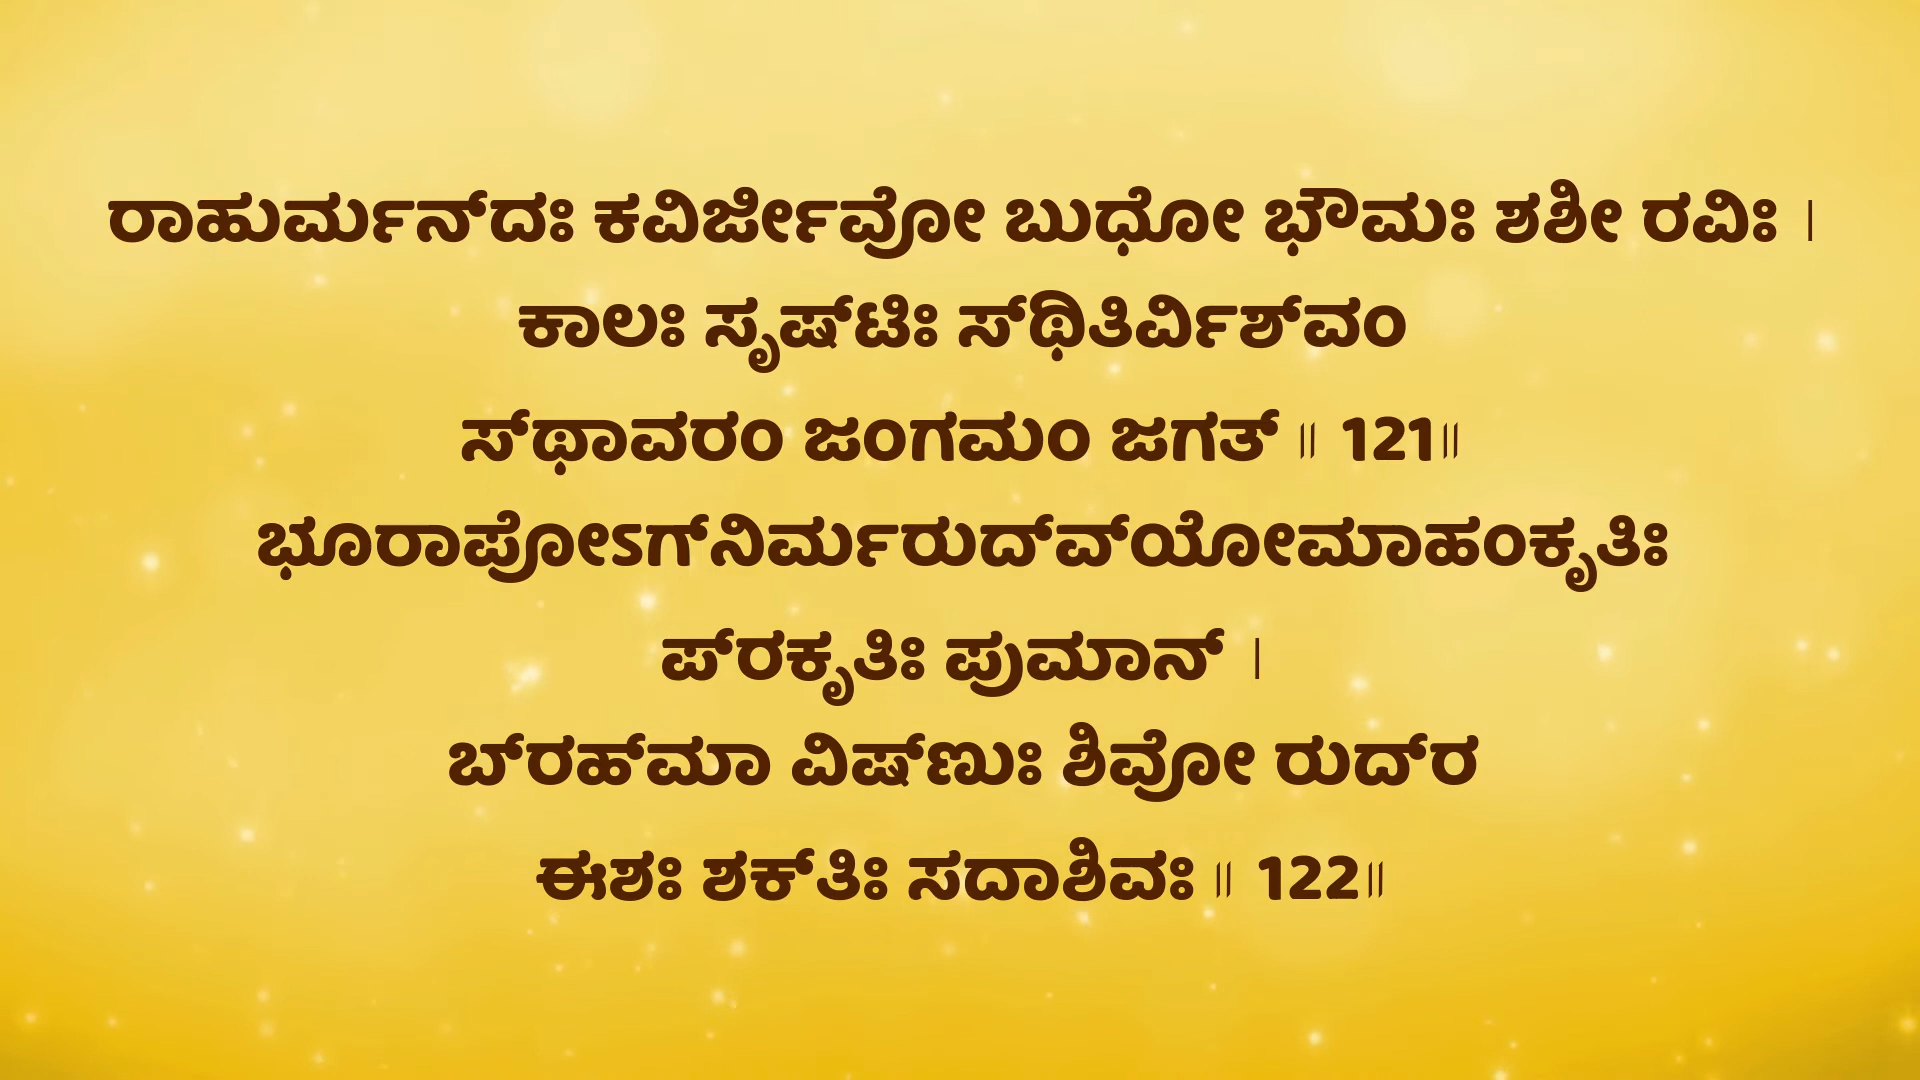 ರಾಹುರ್ಮನ್‌ದಃ ಕವಿರ್ಜೀವೋ ಬುಧೋ ಭೌಮಃ ಶಶೀ ರವಿಃ ।
ಕಾಲಃ ಸೃಷ್‌ಟಿಃ ಸ್‌ಥಿತಿರ್ವಿಶ್‌ವಂ
ಸ್‌ಥಾವರಂ ಜಂಗಮಂ ಜಗತ್ ॥ 121॥
ಭೂರಾಪೋಽಗ್‌ನಿರ್ಮರುದ್‌ವ್‌ಯೋಮಾಹಂಕೃತಿಃ
ಪ್‌ರಕೃತಿಃ ಪುಮಾನ್ ।
ಬ್‌ರಹ್‌ಮಾ ವಿಷ್‌ಣುಃ ಶಿವೋ ರುದ್‌ರ
ಈಶಃ ಶಕ್‌ತಿಃ ಸದಾಶಿವಃ ॥ 122॥